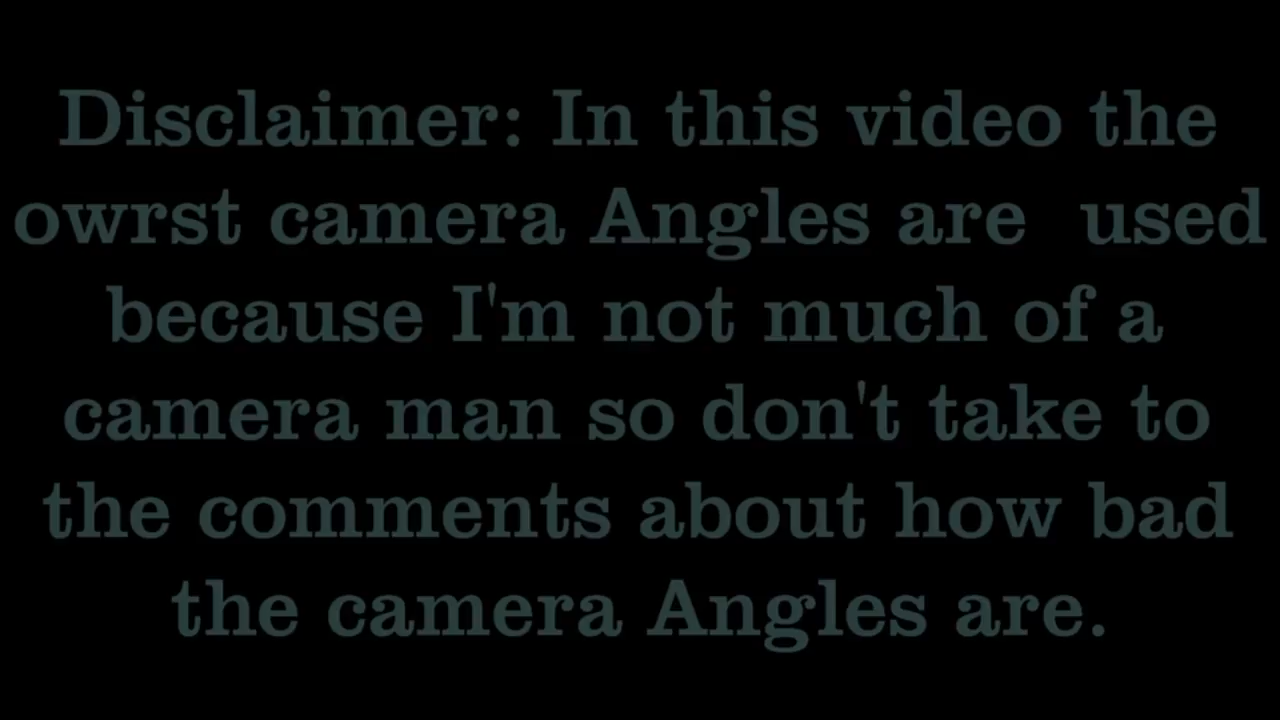 Disclaimer: In this video the
owrst camera Angles are  used
because I'm not much of a
camera man so don't take to
the comments about how bad
the camera Angles are.